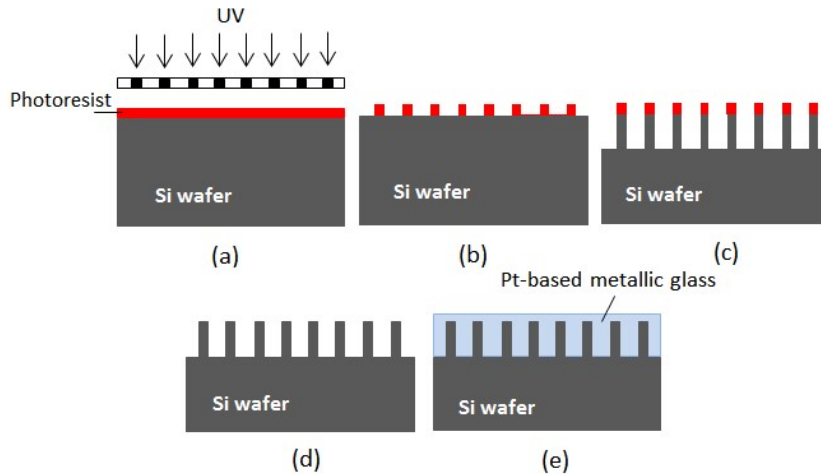 UV
Photoresist
Si wafer
(a)
Si wafer
(b)
Si wafer
(c)
Si wafer
(d)
Pt-based metallic glass
Si wafer
(e)